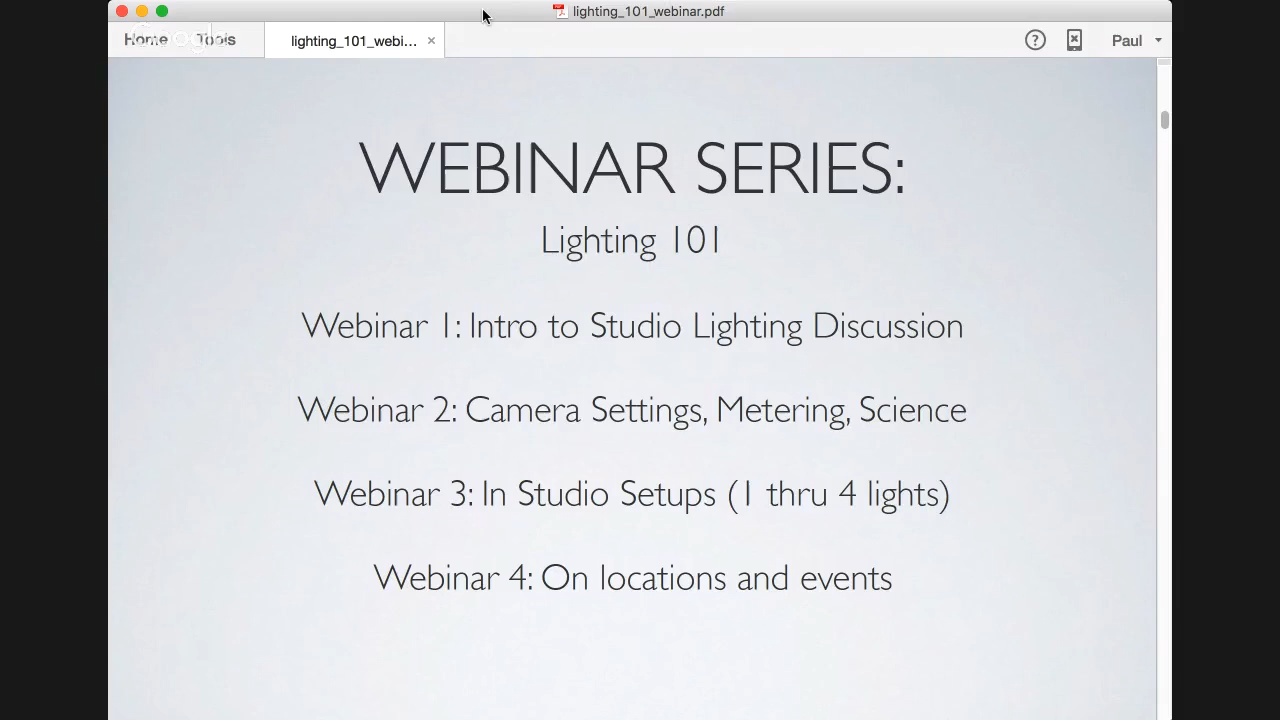 lighting_101_webinar.pdf
Home Tools lighting_101_webi... × ? Paul
WEBINAR SERIES:
Lighting 101
Webinar 1: Intro to Studio Lighting Discussion
Webinar 2: Camera Settings, Metering, Science
Webinar 3: In Studio Setups (1 thru 4 lights)
Webinar 4: On locations and events